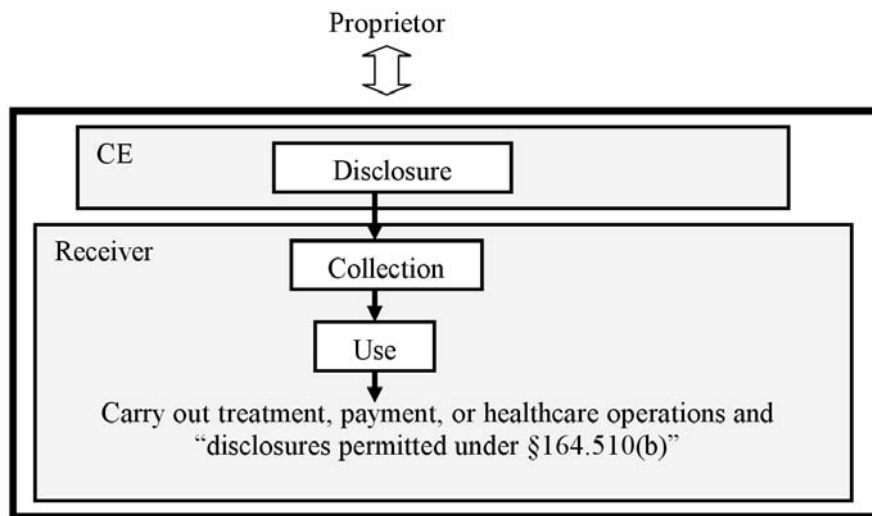 Proprietor
CE
Disclosure
Receiver
Collection
Use
Carry out treatment, payment, or healthcare operations and
“disclosures permitted under §164.510(b)”